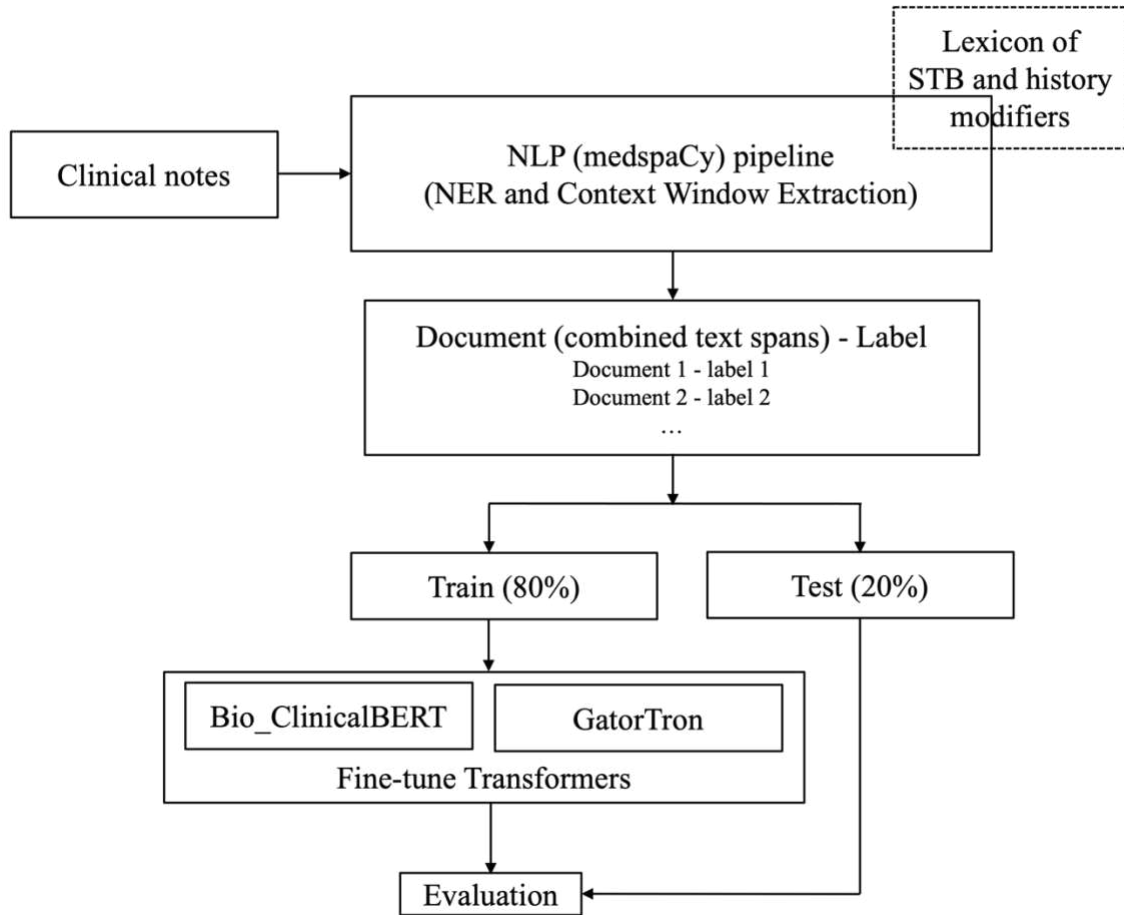 Lexicon of
STB and history
modifiers
Clinical notes
NLP (medspaCy) pipeline
(NER and Context Window Extraction)
Document (combined text spans) - Label
Document 1 - label 1
Document 2 - label 2
…
Train (80%)
Test (20%)
Bio_ClinicalBERT
GatorTron
Fine-tune Transformers
Evaluation